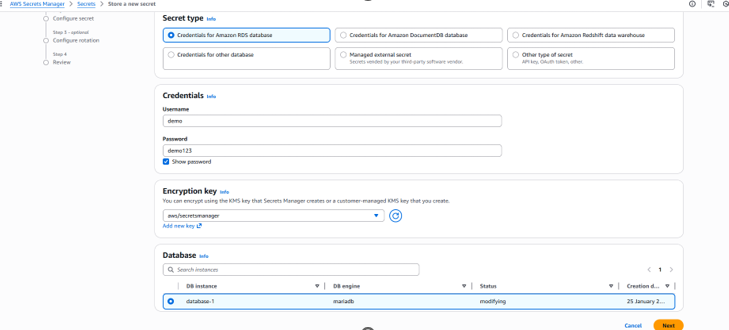 AWS Secrets Manager > Secrets > Store a new secret
Configure secret
Step 3 - optional
Configure rotation
Step 4
Review
Secret type Info
Credentials for Amazon RDS database
Credentials for Amazon DocumentDB database
Credentials for Amazon Redshift data warehouse
Credentials for other database
Managed external secret
Secrets vended by your third-party software vendor.
Other type of secret
API key, OAuth token, other.
Credentials Info
Username
demo
Password
demo123
Show password
Encryption key Info
You can encrypt using the KMS key that Secrets Manager creates or a customer-managed KMS key that you create.
aws/secretsmanager
Add new key
Database Info
Search instances
< 1 >
DB instance DB engine Status Creation d...
database-1 mariadb modifying 25 January 2...
Cancel Next